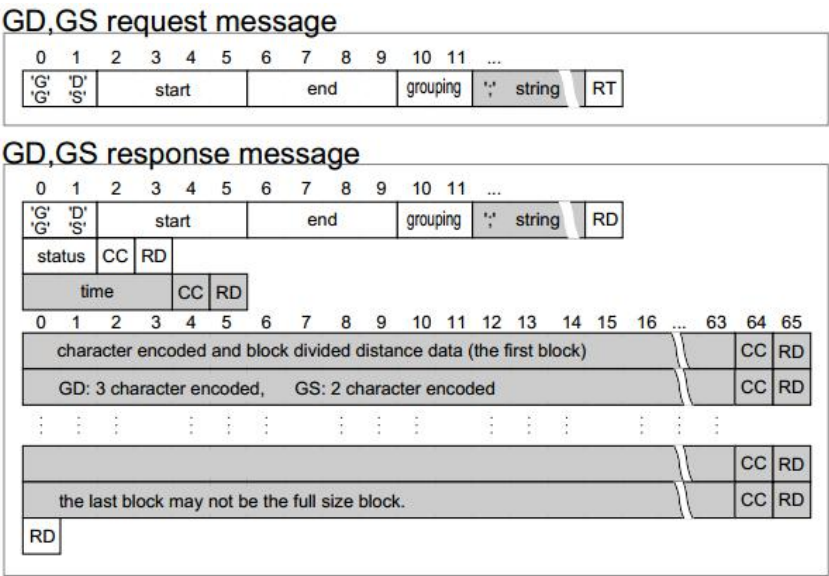 GD,GS request message
0 1 2 3 4 5 6 7 8 9 10 11 ...
'G' 'D' start end grouping ';' string RT
'G' 'S'
GD,GS response message
0 1 2 3 4 5 6 7 8 9 10 11 ...
'G' 'D' start end grouping ';' string RD
'G' 'S'
status CC RD
time CC RD
0 1 2 3 4 5 6 7 8 9 10 11 12 13 14 15 16 ... 63 64 65
character encoded and block divided distance data (the first block) CC RD
GD: 3 character encoded, GS: 2 character encoded CC RD
CC RD
the last block may not be the full size block. CC RD
RD